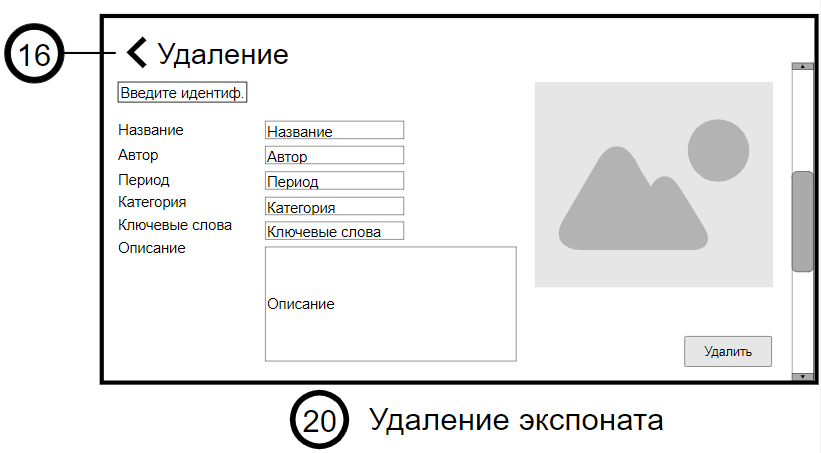 16
Удаление
Введите идентиф.
Название Название
Автор Автор
Период Период
Категория Категория
Ключевые слова Ключевые слова
Описание
Описание
Удалить
20 Удаление экспоната